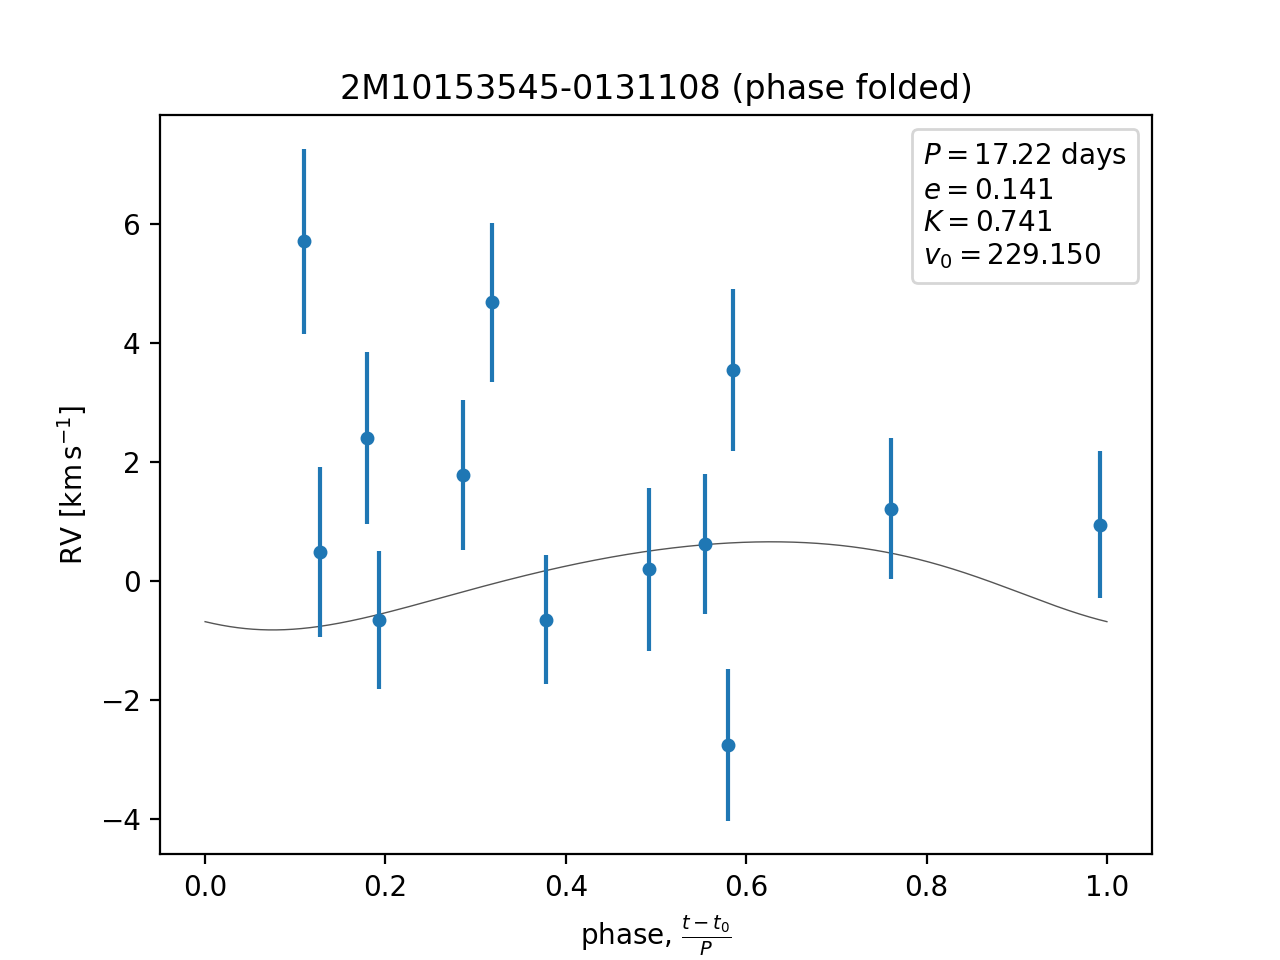 2M10153545-0131108 (phase folded)
P = 17.22 days
e = 0.141
K = 0.741
v₀ = 229.150
RV [km s⁻¹]
6
4
2
0
−2
−4
0.0 0.2 0.4 0.6 0.8 1.0
phase, (t − t₀)/P